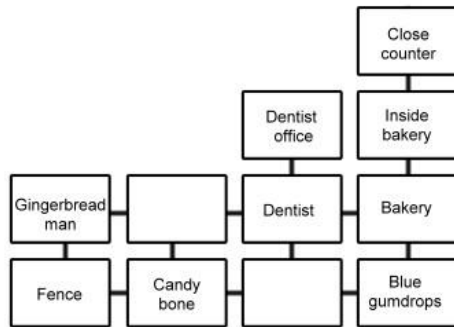 Close
counter
Dentist
office
Inside
bakery
Gingerbread
man
Dentist
Bakery
Fence
Candy
bone
Blue
gumdrops